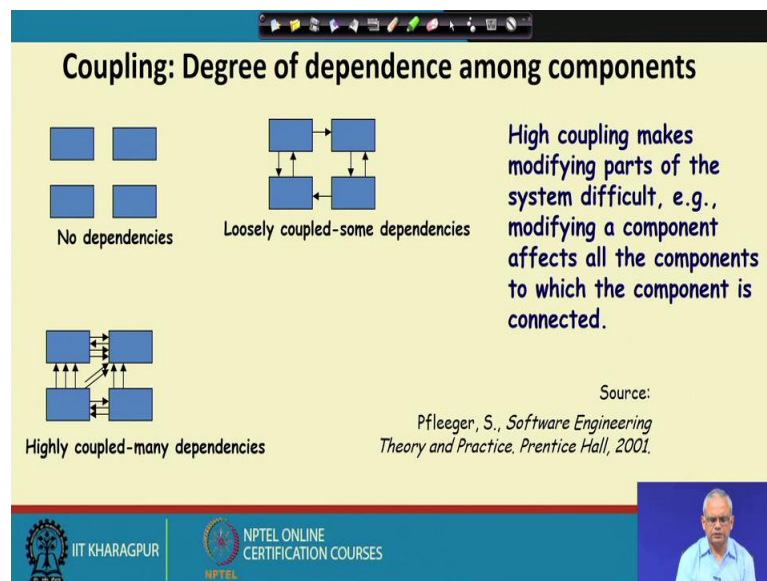 Coupling: Degree of dependence among components
No dependencies
Loosely coupled-some dependencies
High coupling makes
modifying parts of the
system difficult, e.g.,
modifying a component
affects all the components
to which the component is
connected.
Highly coupled-many dependencies
Source:
Pfleeger, S., Software Engineering
Theory and Practice. Prentice Hall, 2001.
IIT KHARAGPUR
NPTEL
NPTEL ONLINE
CERTIFICATION COURSES